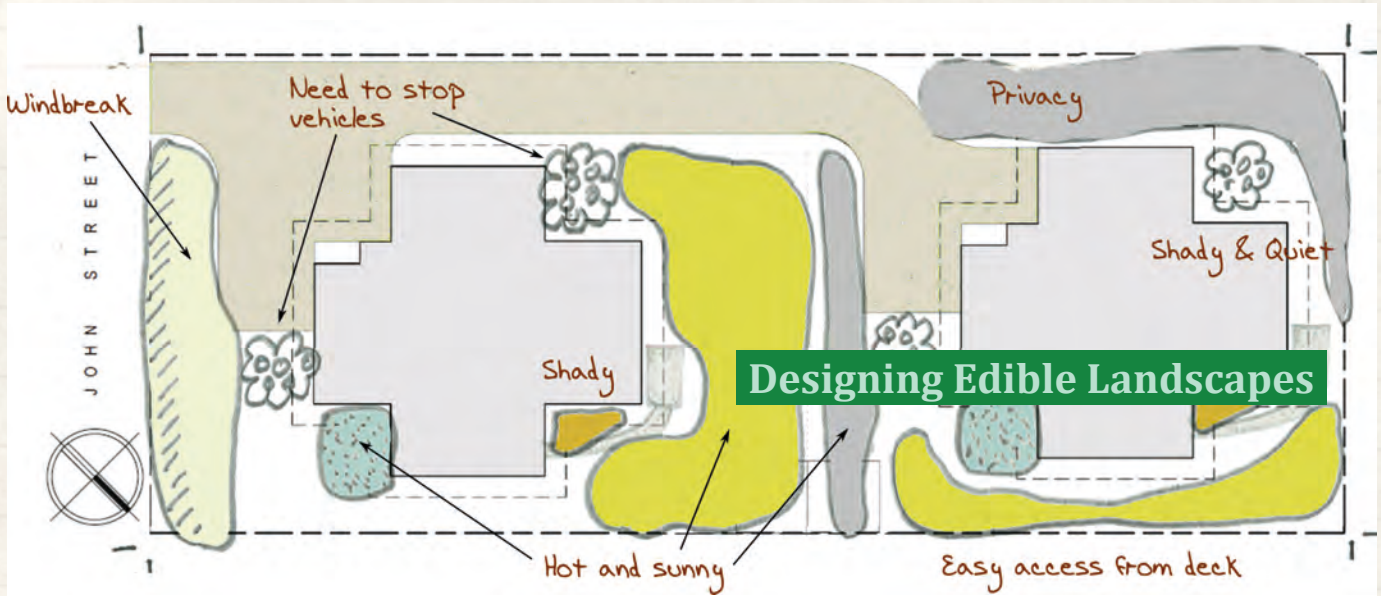 Windbreak
Need to stop
vehicles
Privacy
JOHN STREET
Shady & Quiet
Shady
Designing Edible Landscapes
Hot and sunny
Easy access from deck